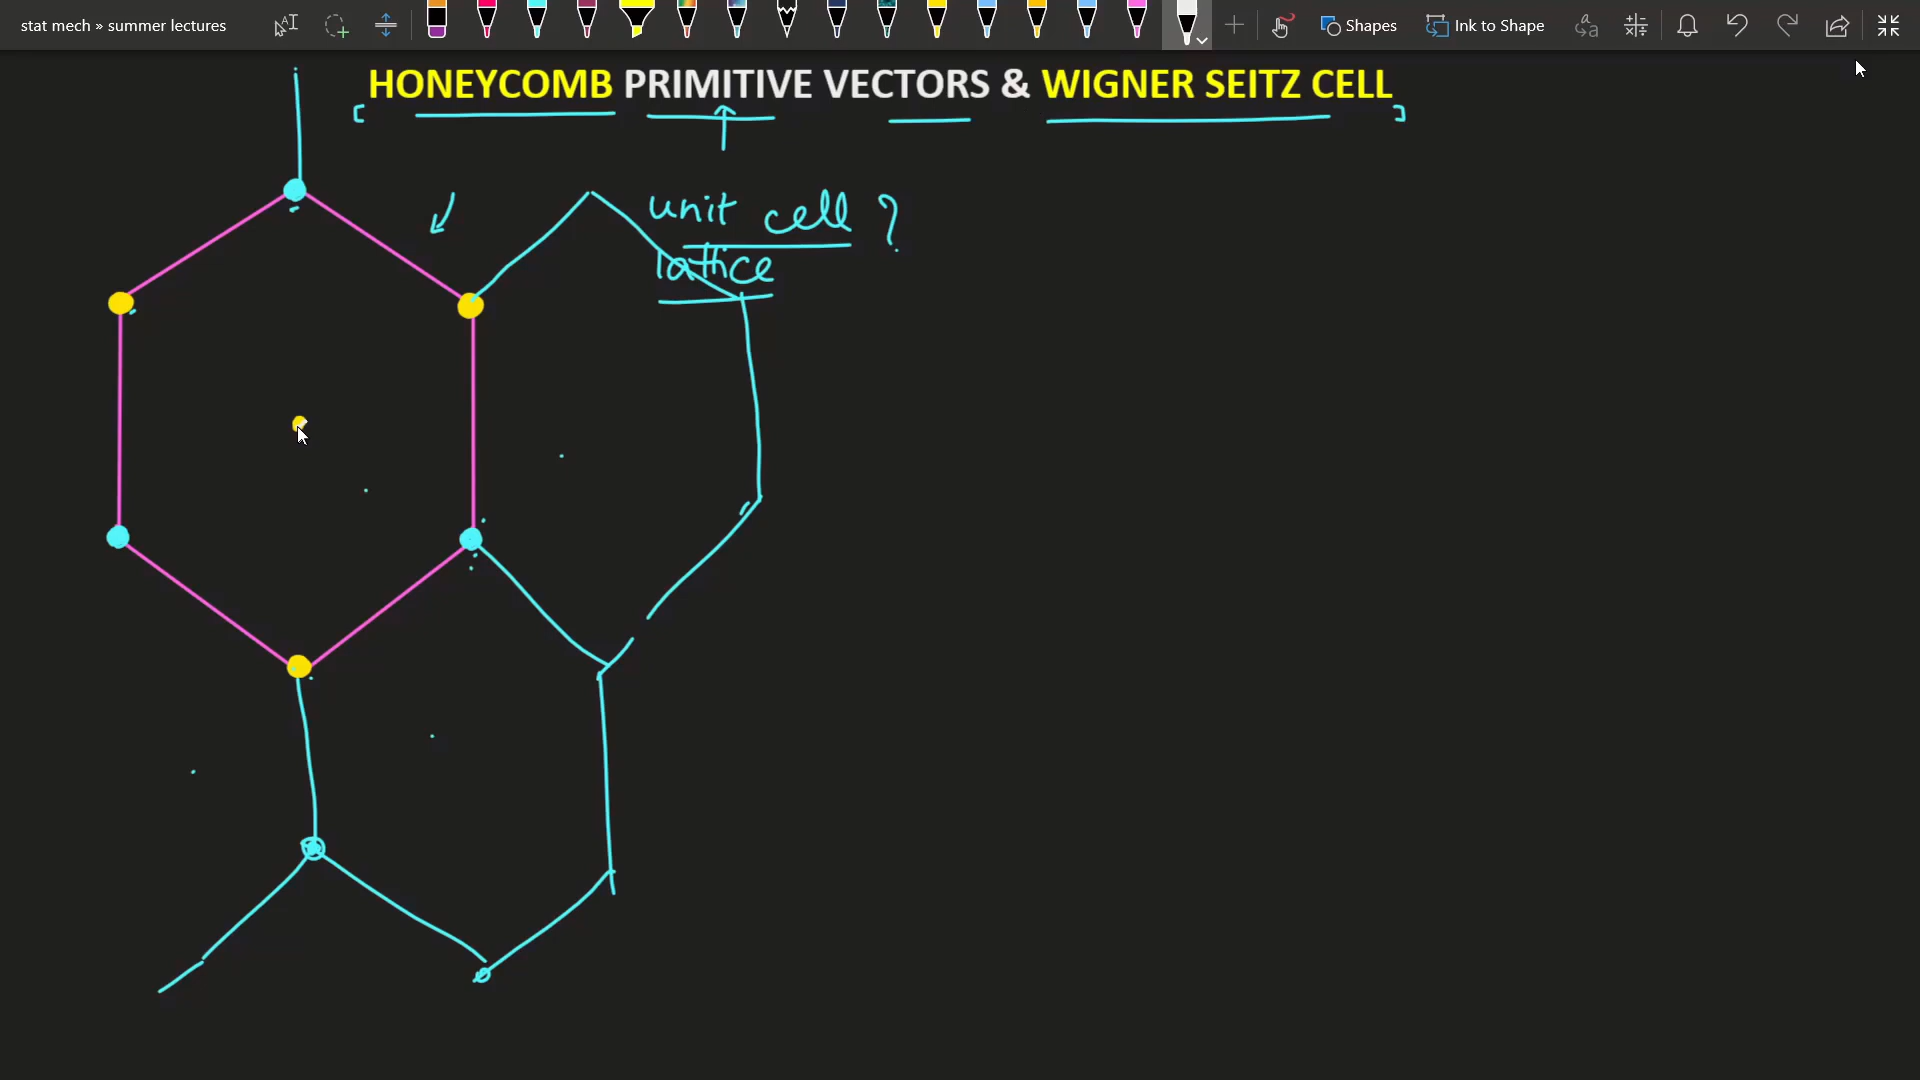 stat mech » summer lectures
Shapes
Ink to Shape
HONEYCOMB PRIMITIVE VECTORS & WIGNER SEITZ CELL
unit cell ?
lattice